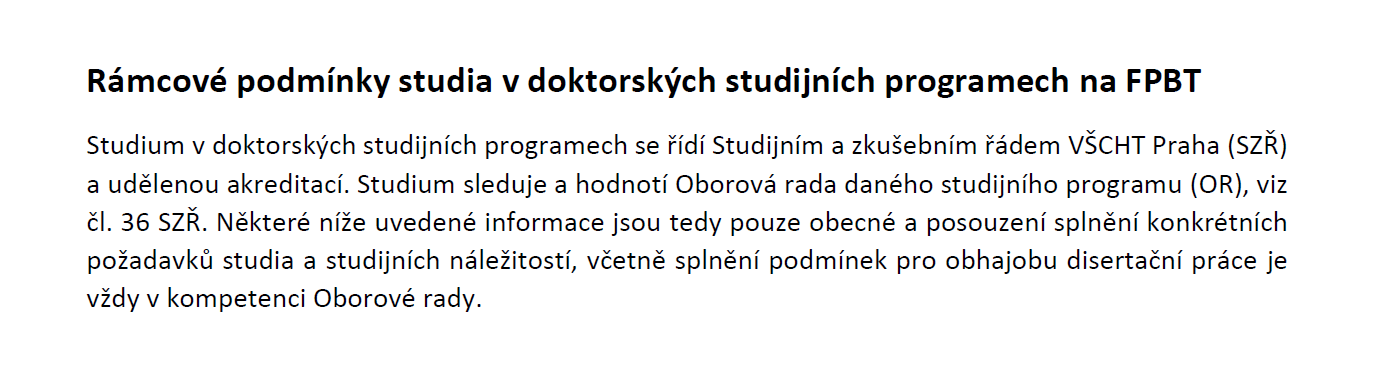 Rámcové podmínky studia v doktorských studijních programech na FPBT
Studium v doktorských studijních programech se řídí Studijním a zkušebním řádem VŠCHT Praha (SZŘ)
a udělenou akreditací. Studium sleduje a hodnotí Oborová rada daného studijního programu (OR), viz
čl. 36 SZŘ. Některé níže uvedené informace jsou tedy pouze obecné a posouzení splnění konkrétních
požadavků studia a studijních náležitostí, včetně splnění podmínek pro obhajobu disertační práce je
vždy v kompetenci Oborové rady.